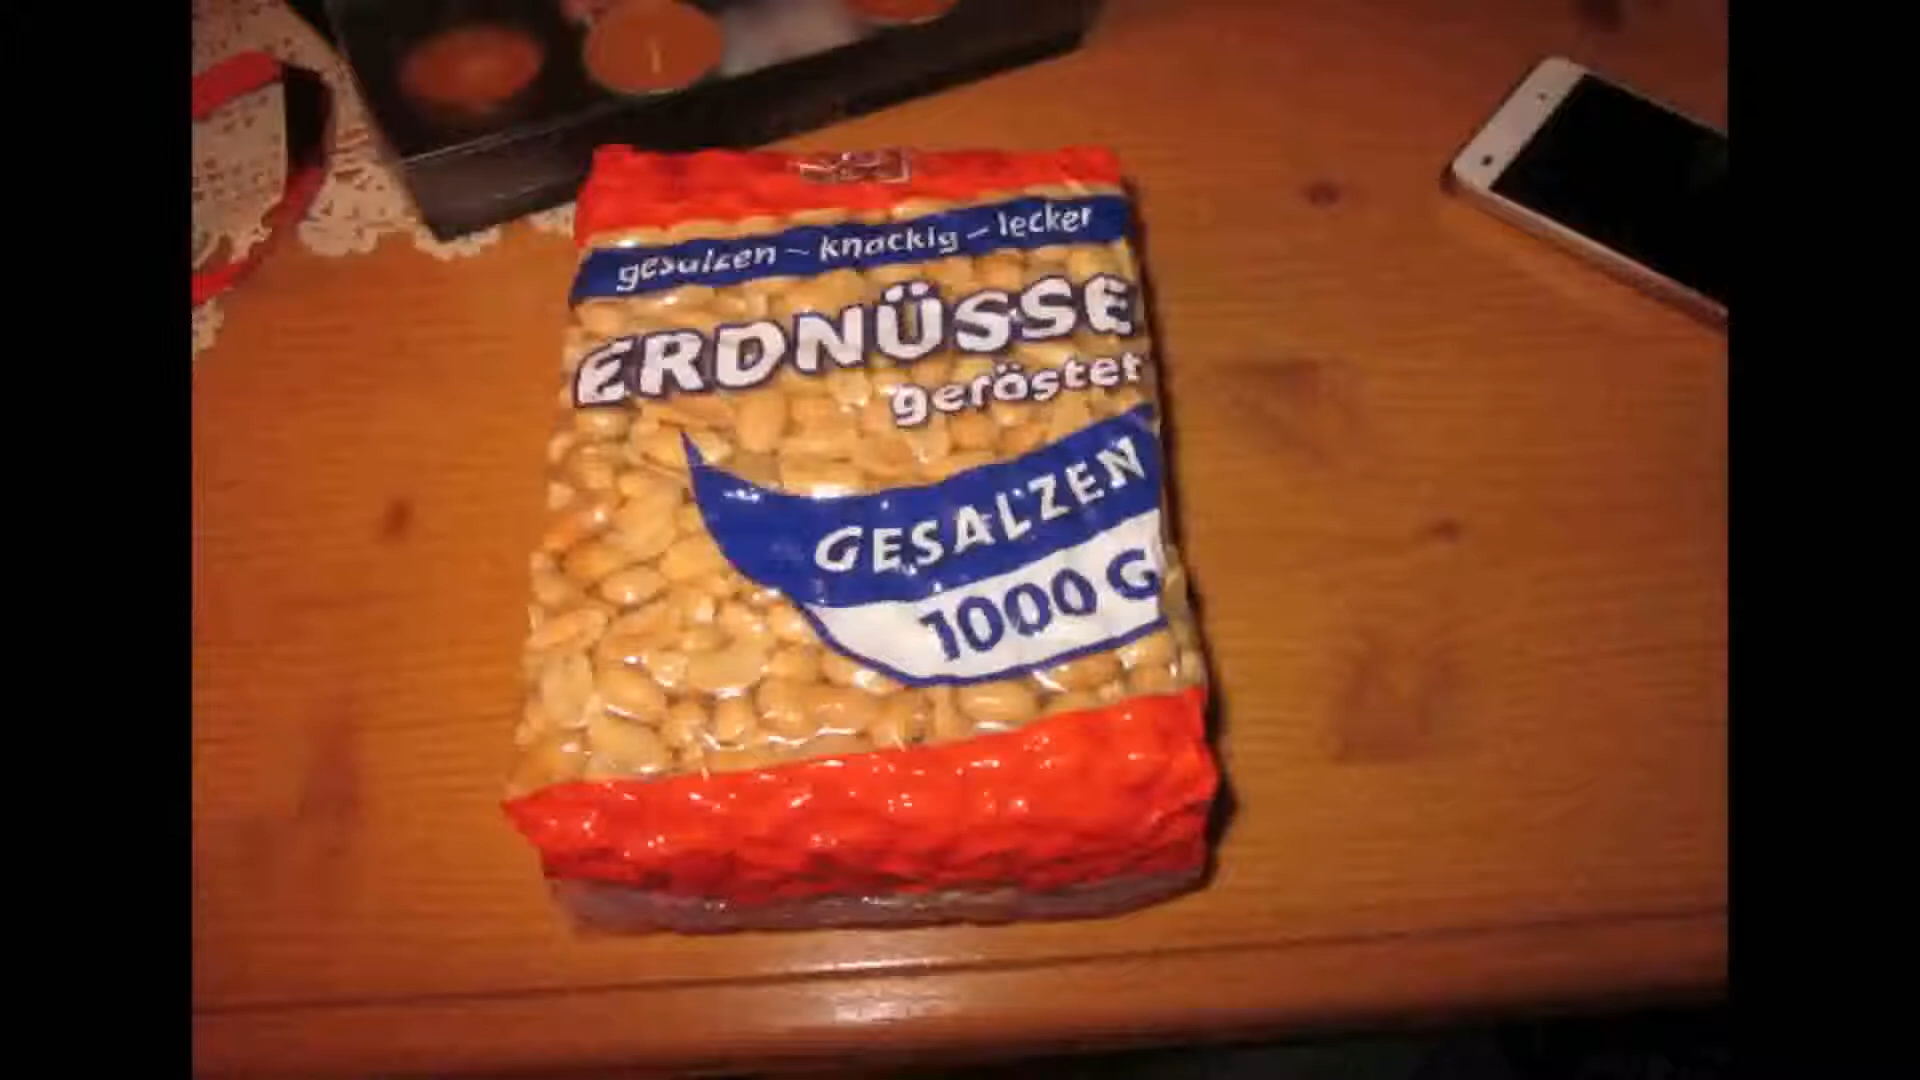 gesalzen – knackig – lecker
ERDNÜSSE
geröstet
GESALZEN
1000 G